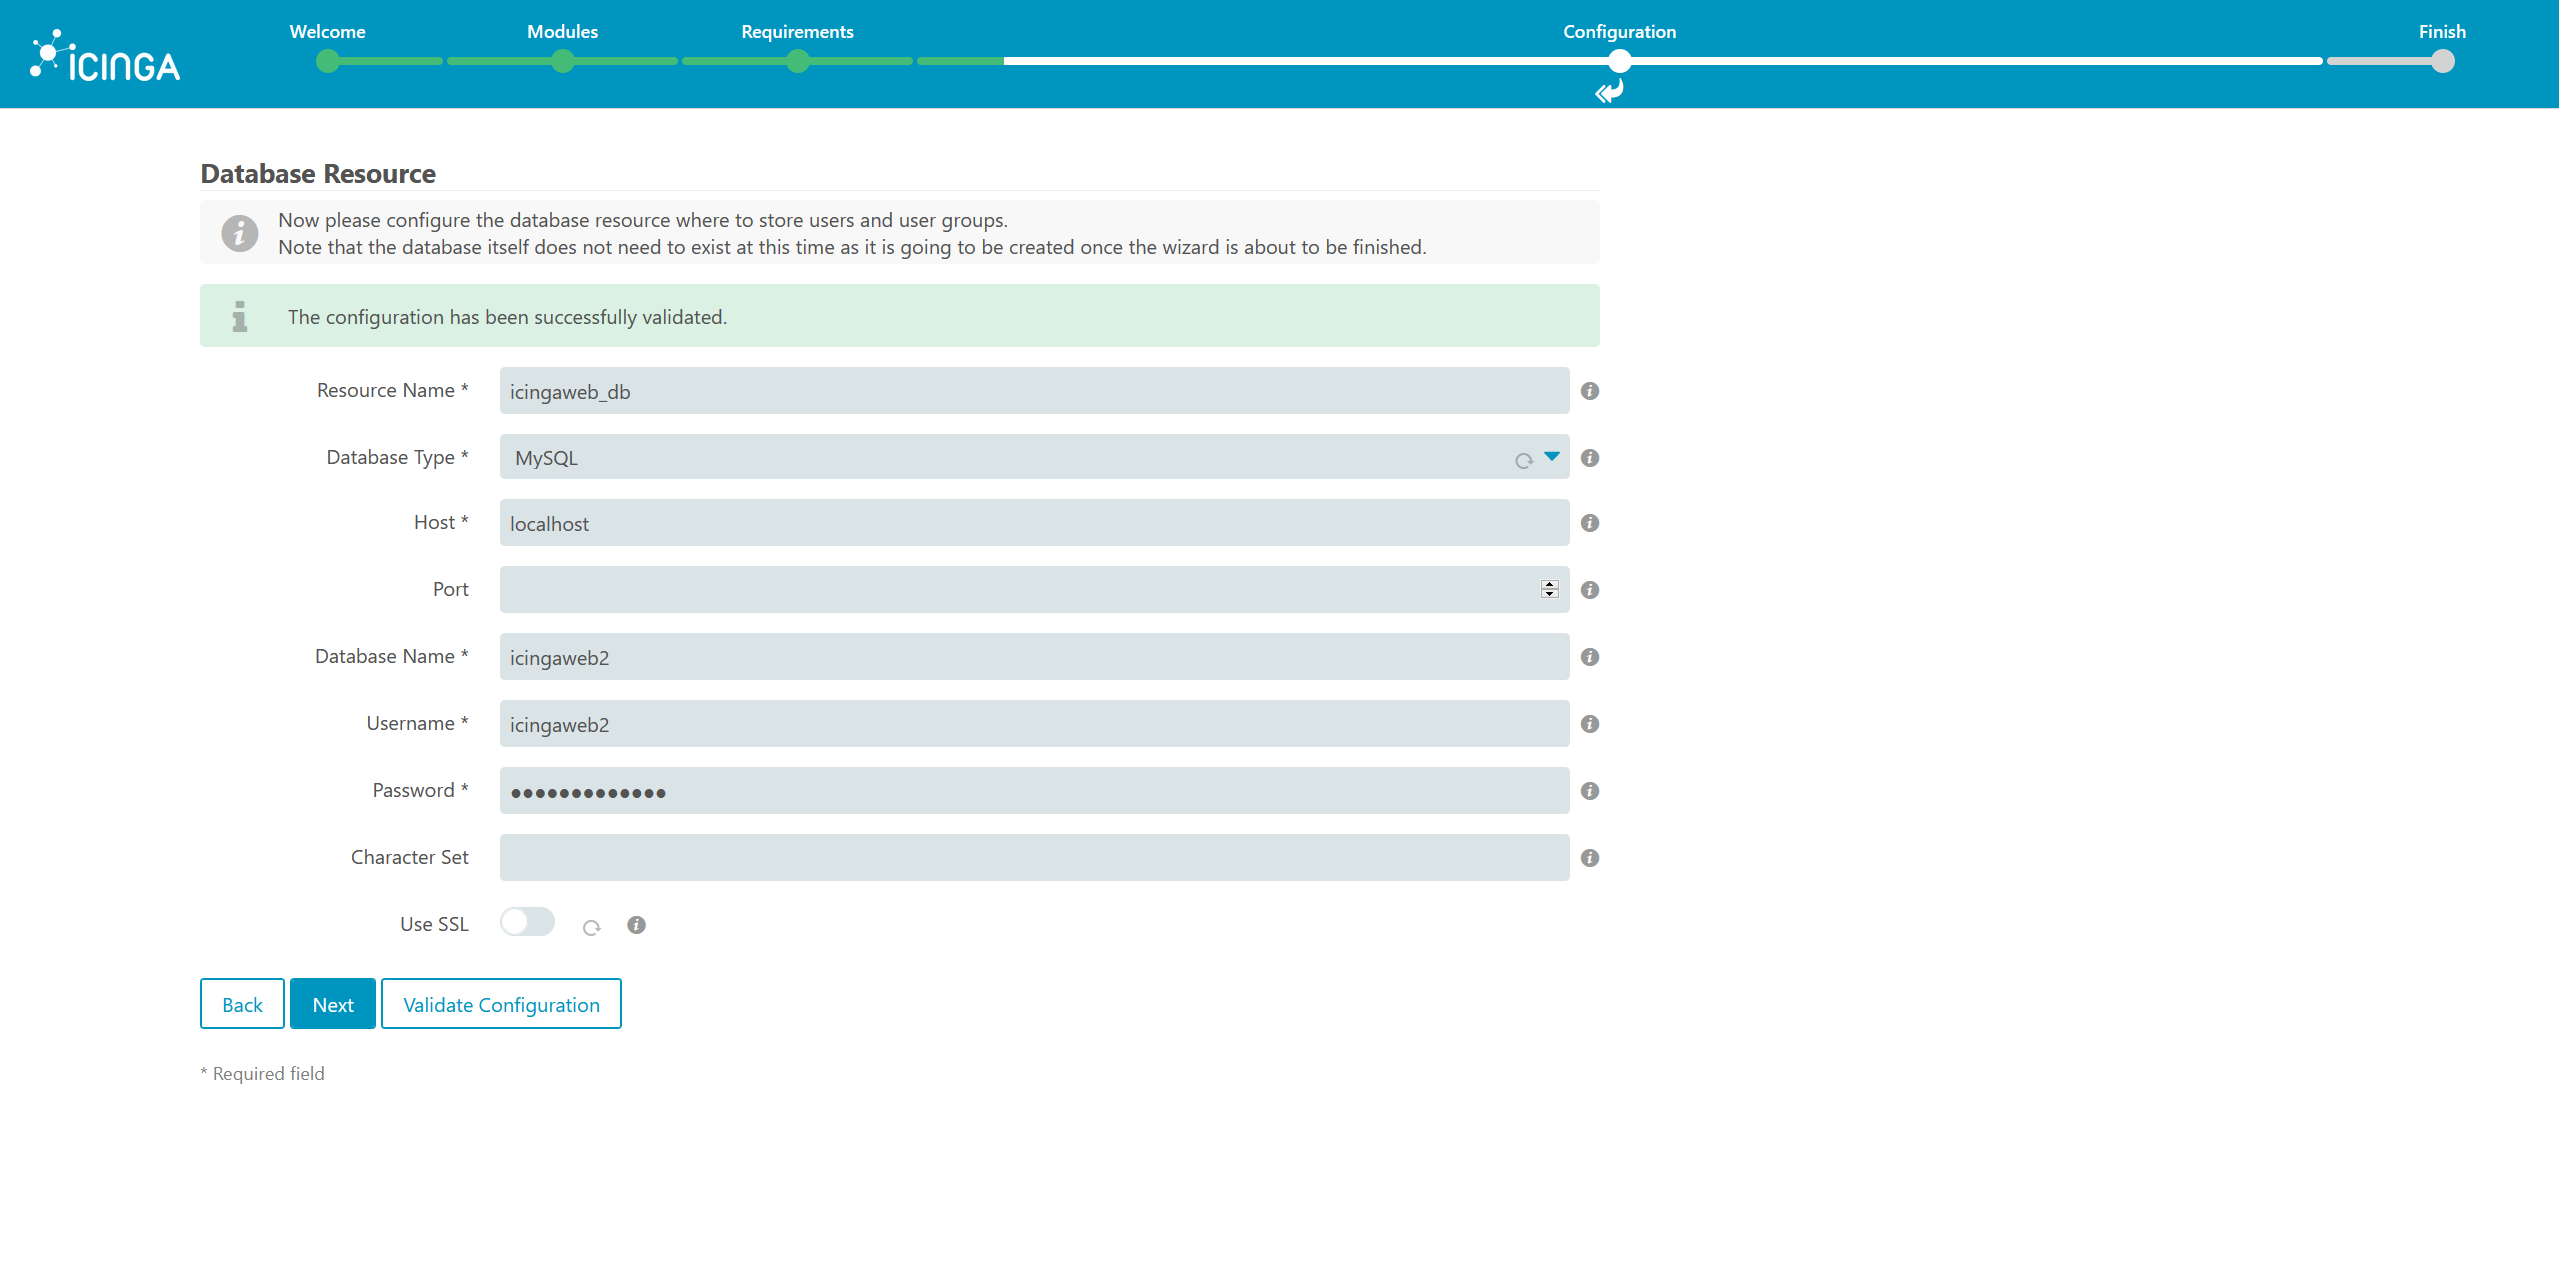 Welcome
Modules
Requirements
Configuration
Finish
ICINGA
Database Resource
Now please configure the database resource where to store users and user groups.
Note that the database itself does not need to exist at this time as it is going to be created once the wizard is about to be finished.
The configuration has been successfully validated.
Resource Name * icingaweb_db
Database Type * MySQL
Host * localhost
Port
Database Name * icingaweb2
Username * icingaweb2
Password * ●●●●●●●●●●●●●
Character Set
Use SSL
Back Next Validate Configuration
* Required field